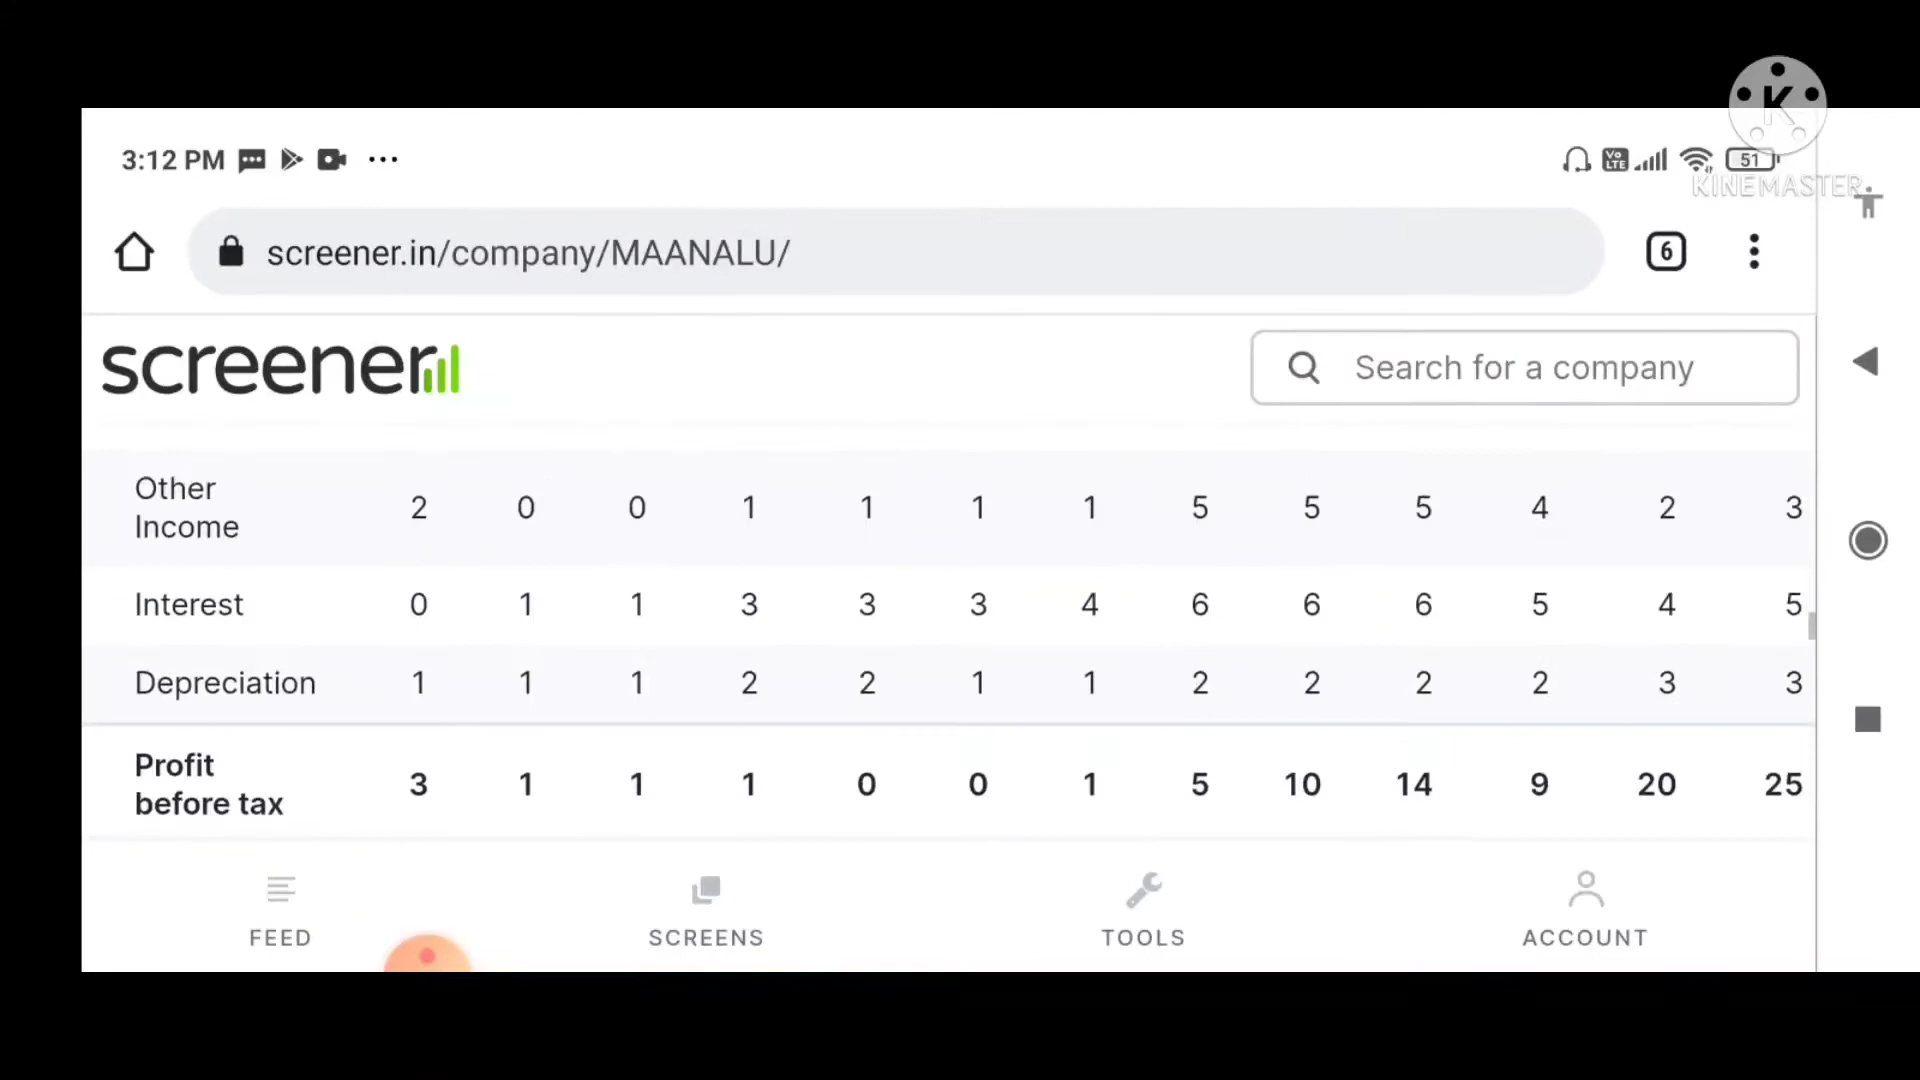 3:12 PM
Vo LTE
51
KINEMASTER
screener.in/company/MAANALU/
6
screener
Search for a company
Other Income 2 0 0 1 1 1 1 5 5 5 4 2 3
Interest 0 1 1 3 3 3 4 6 6 6 5 4 5
Depreciation 1 1 1 2 2 1 1 2 2 2 2 3 3
Profit before tax 3 1 1 1 0 0 1 5 10 14 9 20 25
FEED SCREENS TOOLS ACCOUNT